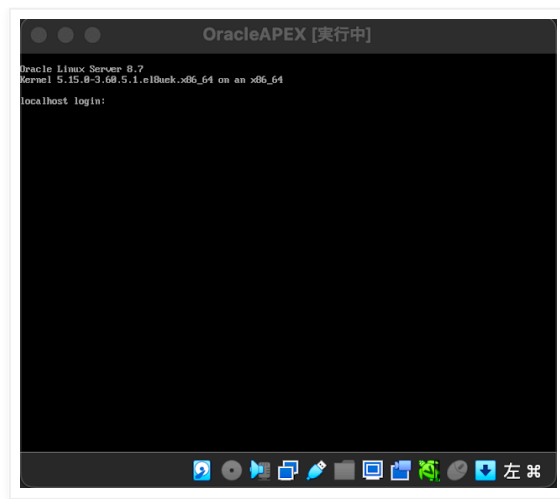 OracleAPEX [実行中]
Oracle Linux Server 8.7
Kernel 5.15.0-3.60.5.1.el8uek.x86_64 on an x86_64
localhost login:
左 ⌘